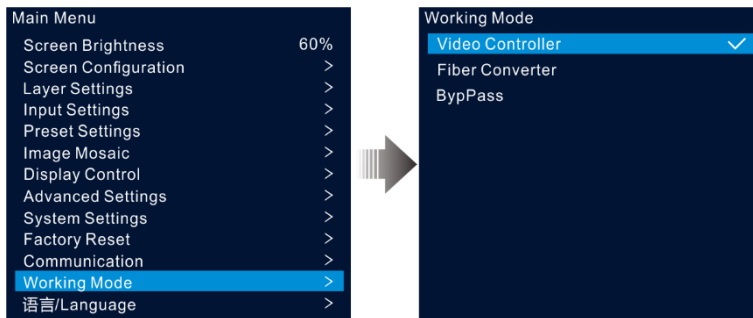 Main Menu
Screen Brightness 60%
Screen Configuration >
Layer Settings >
Input Settings >
Preset Settings >
Image Mosaic >
Display Control >
Advanced Settings >
System Settings >
Factory Reset >
Communication >
Working Mode >
语言/Language >
Working Mode
Video Controller ✓
Fiber Converter
BypPass